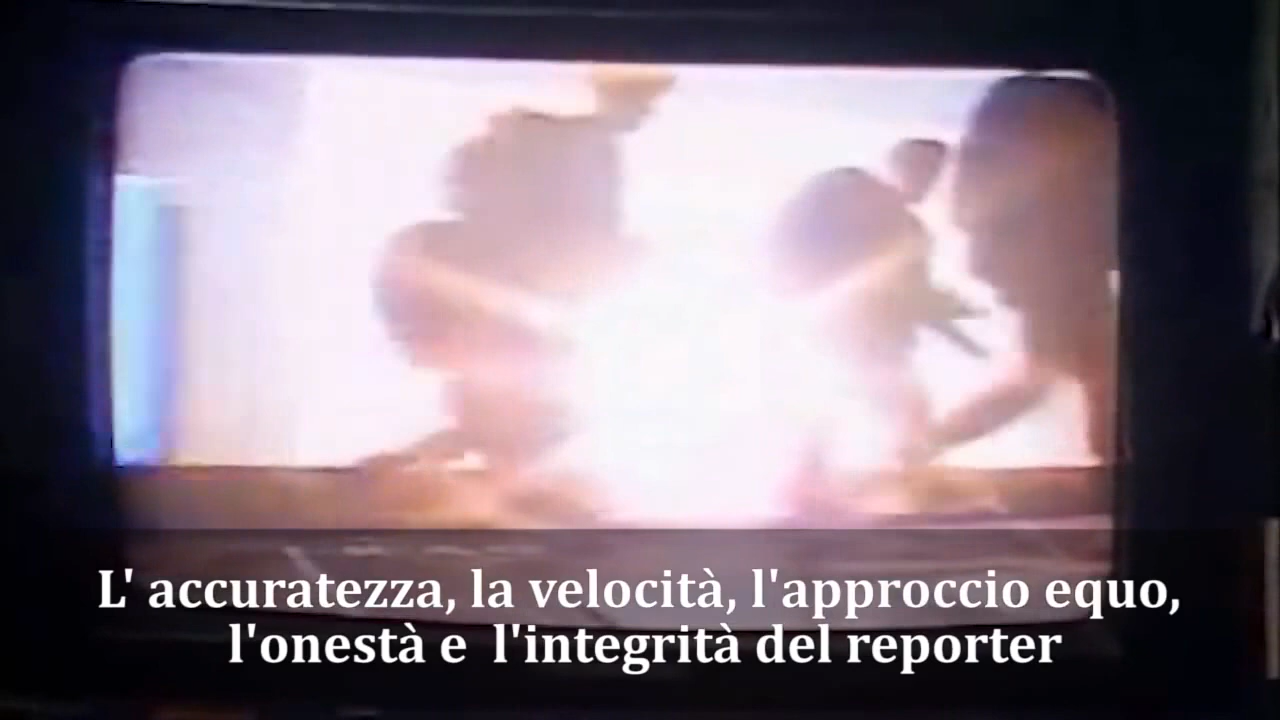 L' accuratezza, la velocità, l'approccio equo,
l'onestà e  l'integrità del reporter